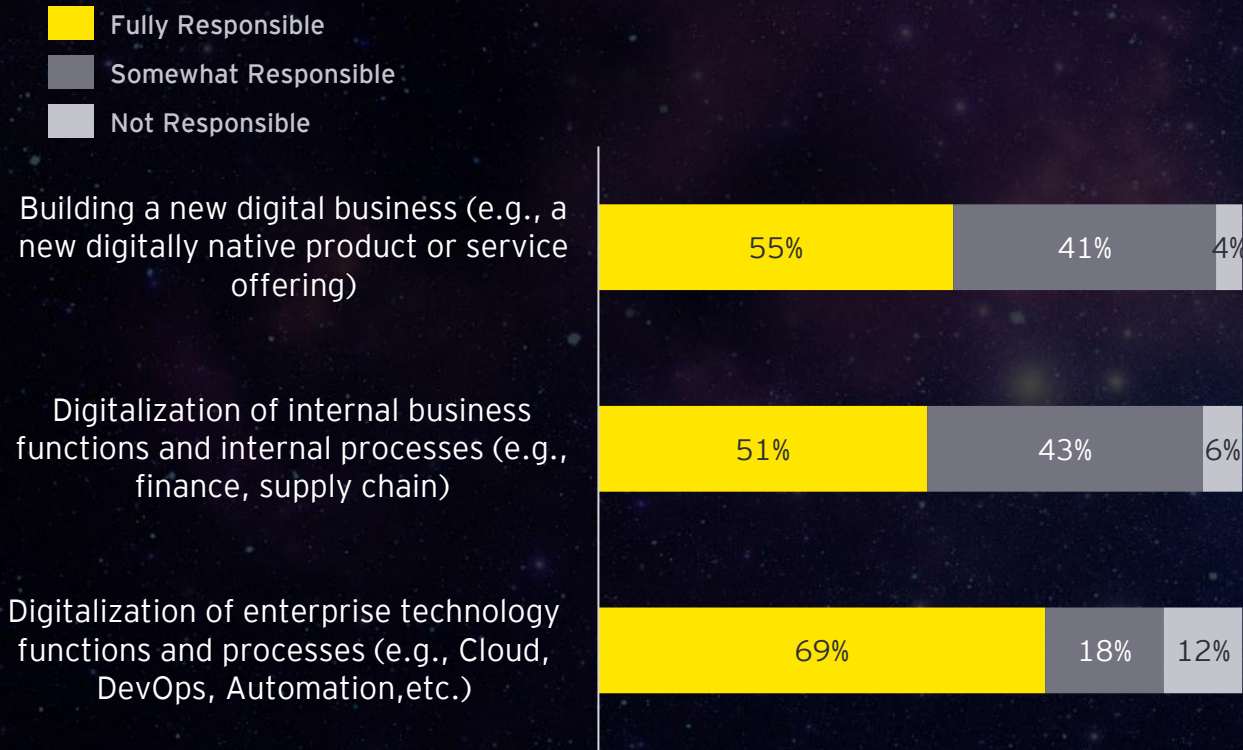 Fully Responsible
Somewhat Responsible
Not Responsible
Building a new digital business (e.g., a
new digitally native product or service
offering)
55%
41%
4%
Digitalization of internal business
functions and internal processes (e.g.,
finance, supply chain)
51%
43%
6%
Digitalization of enterprise technology
functions and processes (e.g., Cloud,
DevOps, Automation,etc.)
69%
18%
12%